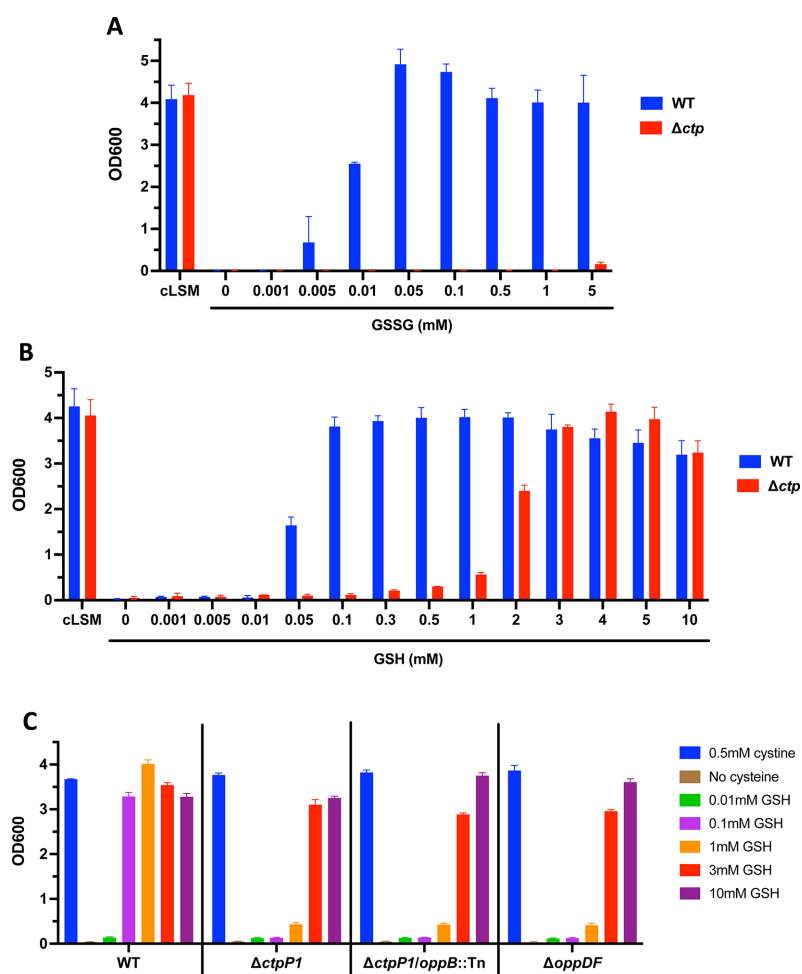 A
OD600
5
4
3
2
1
0
cLSM 0 0.001 0.005 0.01 0.05 0.1 0.5 1 5
GSSG (mM)
WT
Δctp
B
OD600
5
4
3
2
1
0
cLSM 0 0.001 0.005 0.01 0.05 0.1 0.3 0.5 1 2 3 4 5 10
GSH (mM)
WT
Δctp
C
OD600
4
3
2
1
0
WT ΔctpP1 ΔctpP1/oppB::Tn ΔoppDF
0.5mM cystine
No cysteine
0.01mM GSH
0.1mM GSH
1mM GSH
3mM GSH
10mM GSH